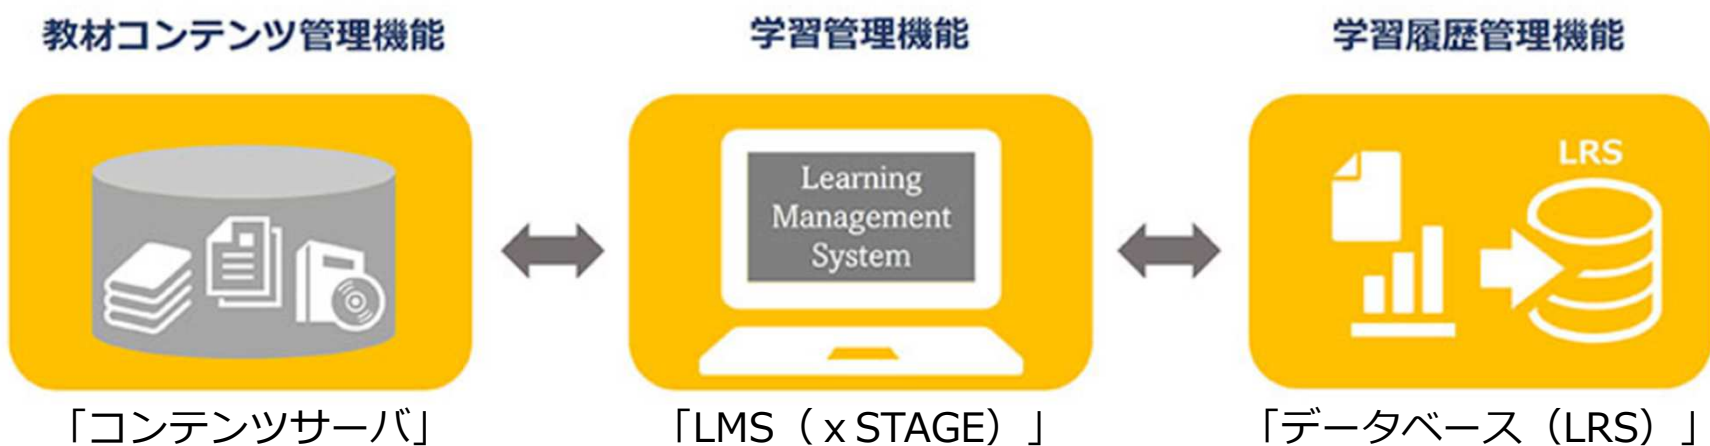 教材コンテンツ管理機能
学習管理機能
学習履歴管理機能
Learning
Management
System
LRS
「コンテンツサーバ」
「LMS（ｘSTAGE）」
「データベース（LRS）」